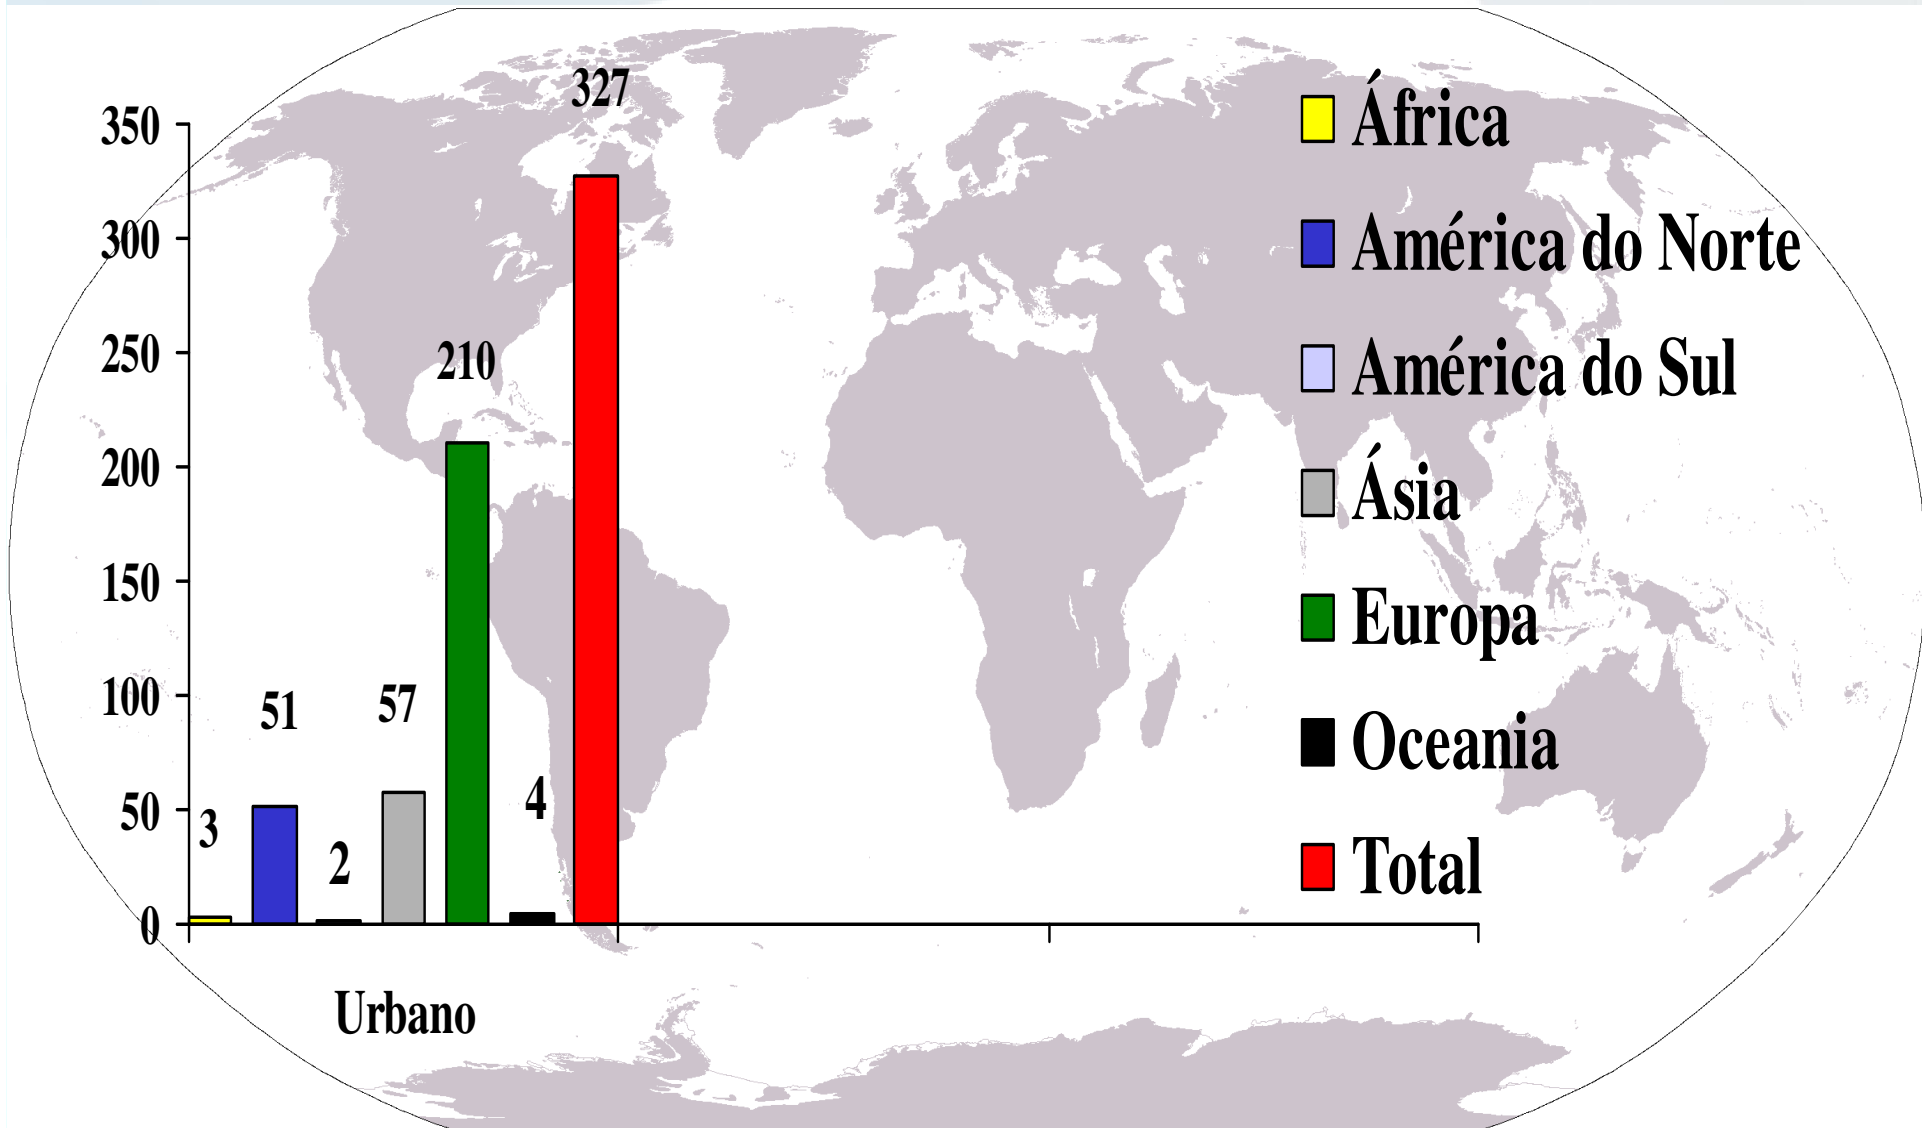 350
300
250
200
150
100
50
0
3
51
2
57
210
4
327
Urbano
África
América do Norte
América do Sul
Ásia
Europa
Oceania
Total